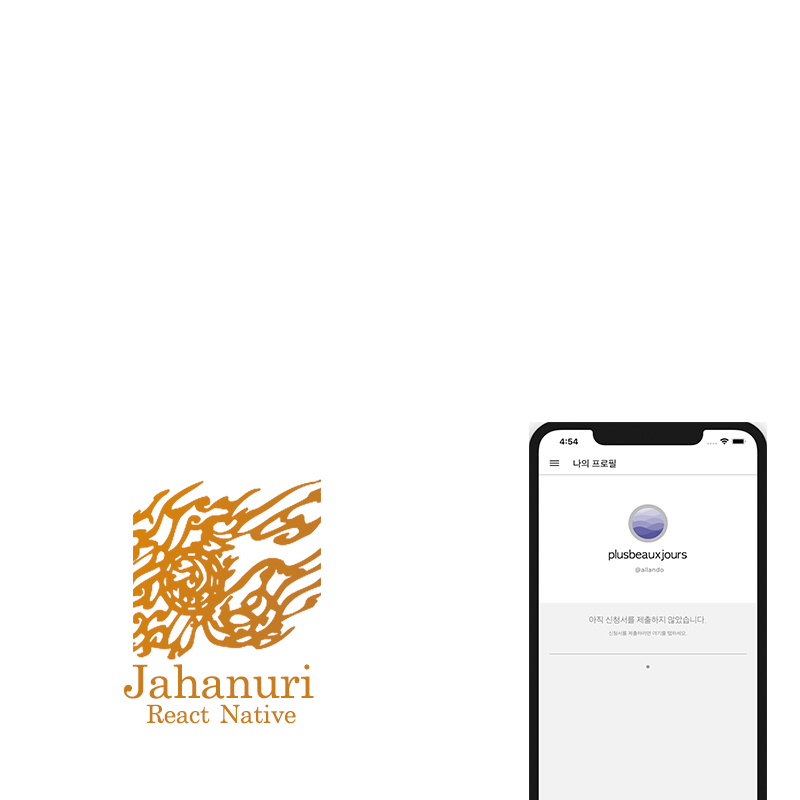 4:54
나의 프로필
plusbeauxjours
@allando
아직 신청서를 제출하지 않았습니다.
신청서를 제출하려면 여기를 탭하세요.
Jahanuri
React Native